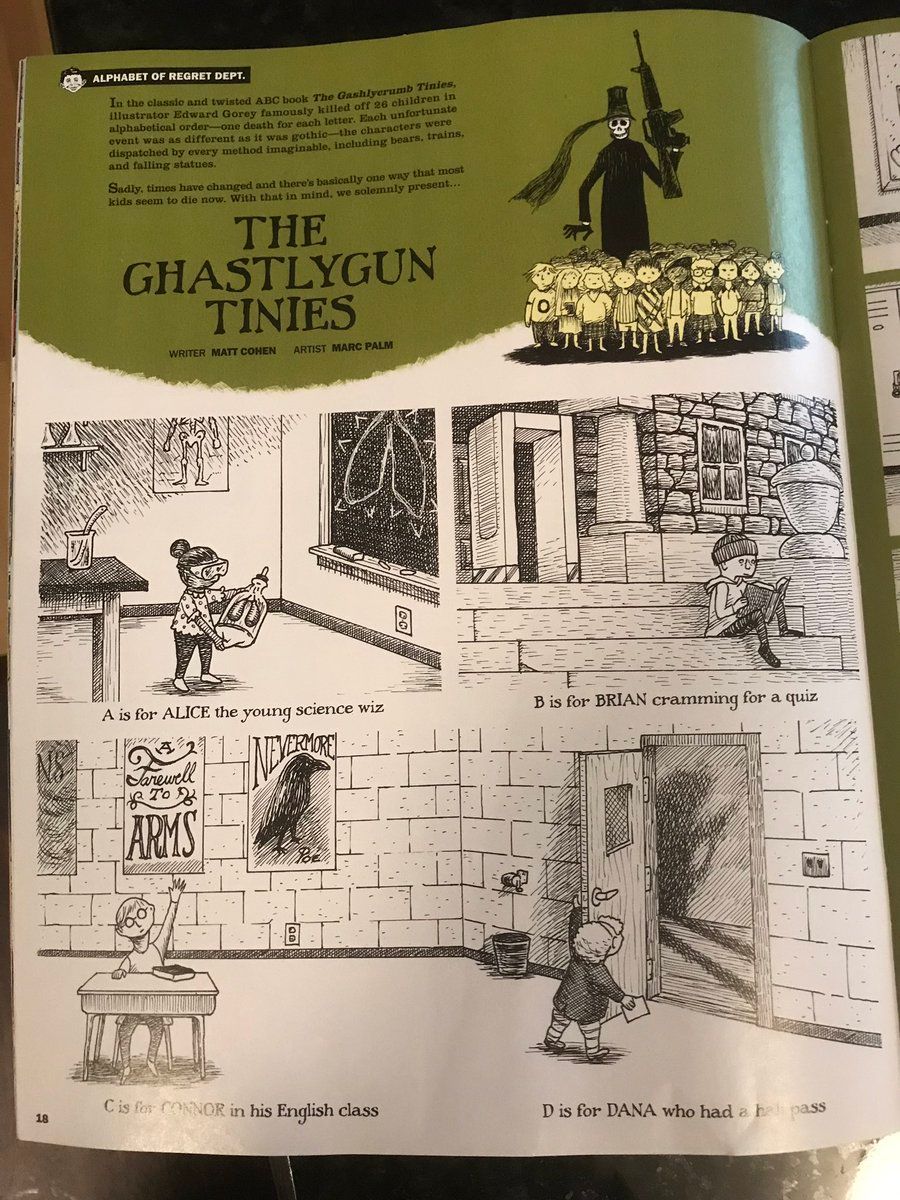 ALPHABET OF REGRET DEPT.
In the classic and twisted ABC book The Gashlycrumb Tinies,
illustrator Edward Gorey famously killed off 26 children in
alphabetical order—one death for each letter. Each unfortunate
event was as different as it was gothic—the characters were
dispatched by every method imaginable, including bears, trains,
and falling statues.
Sadly, times have changed and there's basically one way that most
kids seem to die now. With that in mind, we solemnly present...
THE
GHASTLYGUN
TINIES
WRITER MATT COHEN ARTIST MARC PALM
A is for ALICE the young science wiz
B is for BRIAN cramming for a quiz
NS
A
Farewell
To
ARMS
NEVERMORE
POE
C is for CONNOR in his English class
D is for DANA who had a hall pass
18